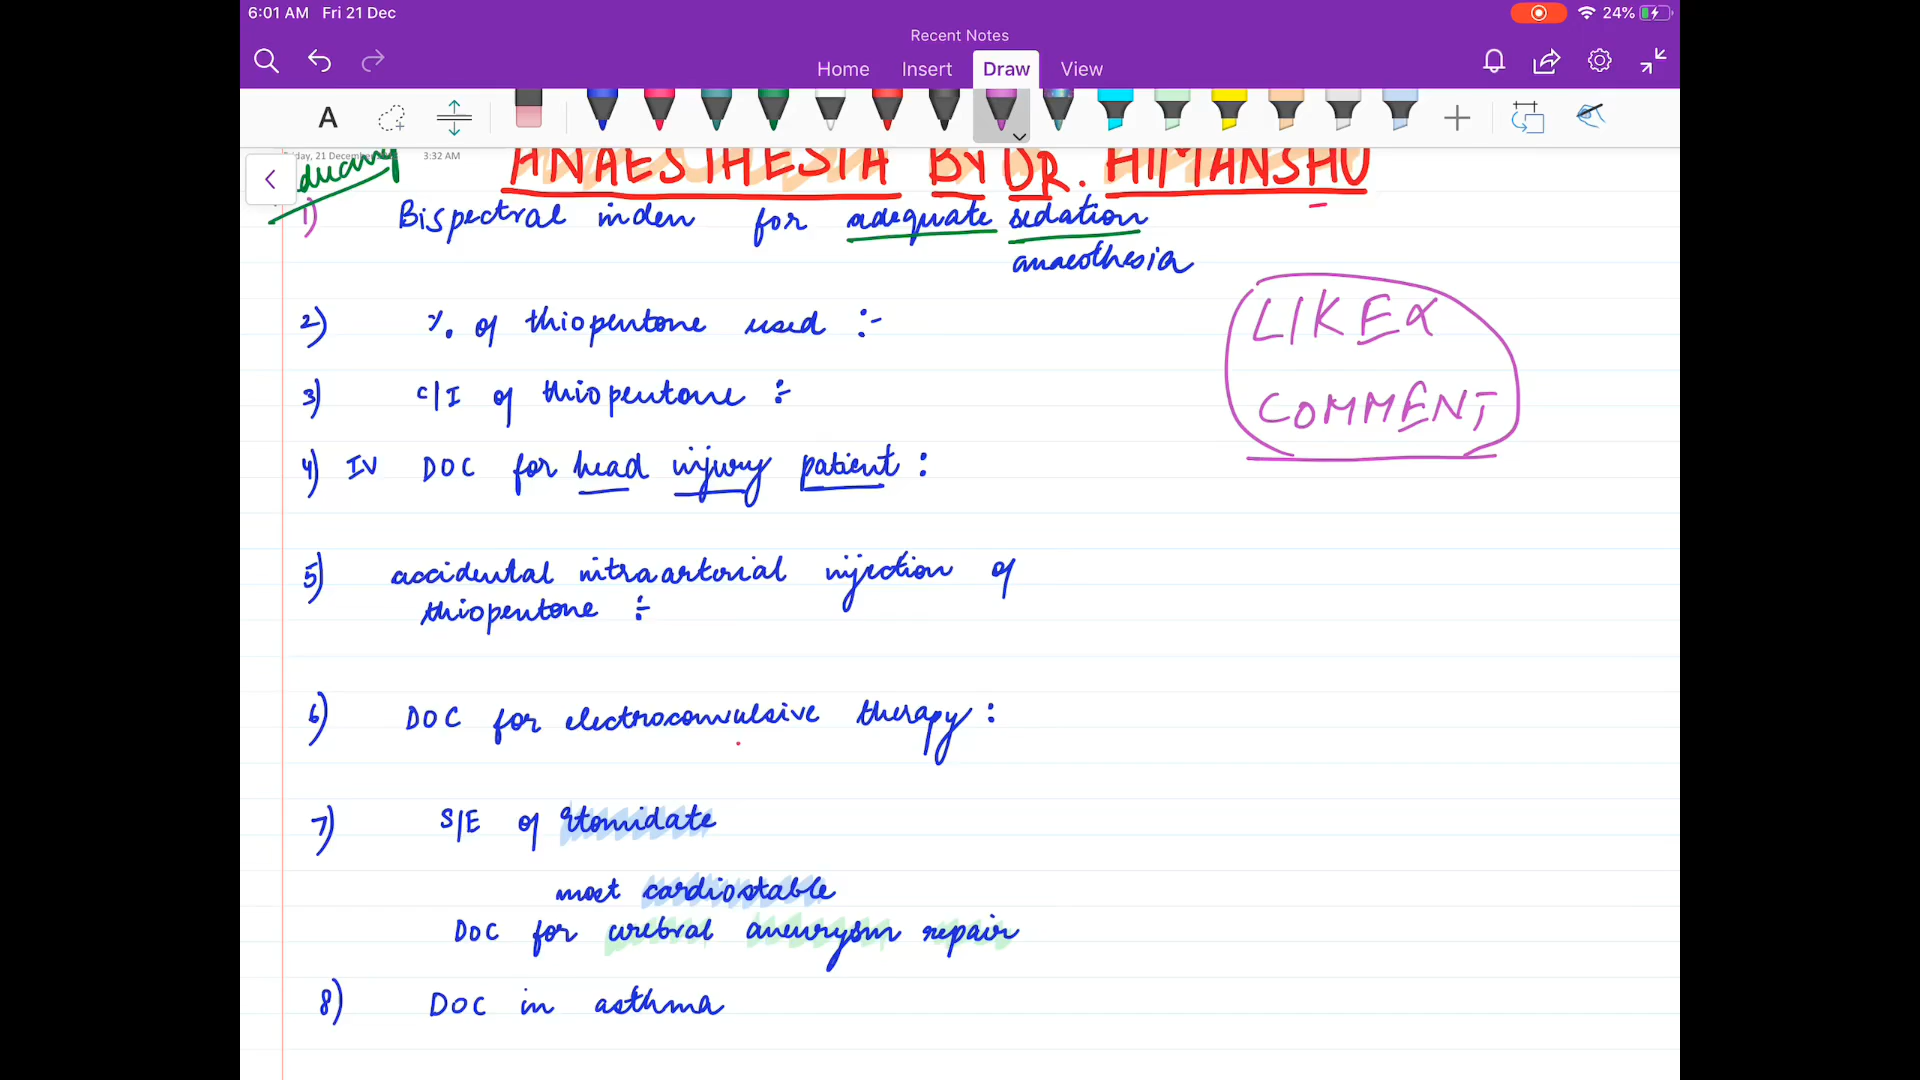 6:01 AM Fri 21 Dec
24%
Recent Notes
Home Insert Draw View
A
3:32 AM
ANAESTHESIA BY DR. HIMANSHU
1) Bispectral inden for adequate sedation
anaesthesia
2) %. of thiopentone used :-
LIKE &
COMMENT
3) C/I of thiopentone :-
4) IV DOC for head injury patient :
5) accidental intraarterial injection of
thiopentone :-
6) DOC for electroconvulsive therapy :
7) S/E of Etomidate
most cardiostable
DOC for cerebral aneurysm repair
8) DOC in asthma